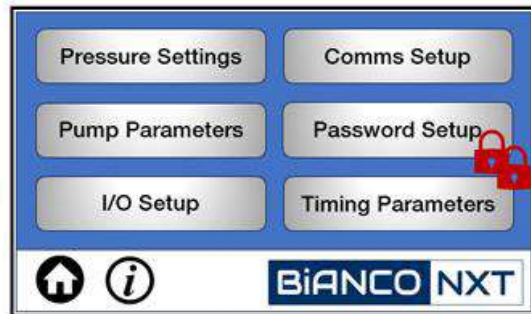 Pressure Settings
Comms Setup
Pump Parameters
Password Setup
I/O Setup
Timing Parameters
i
BiANCO NXT